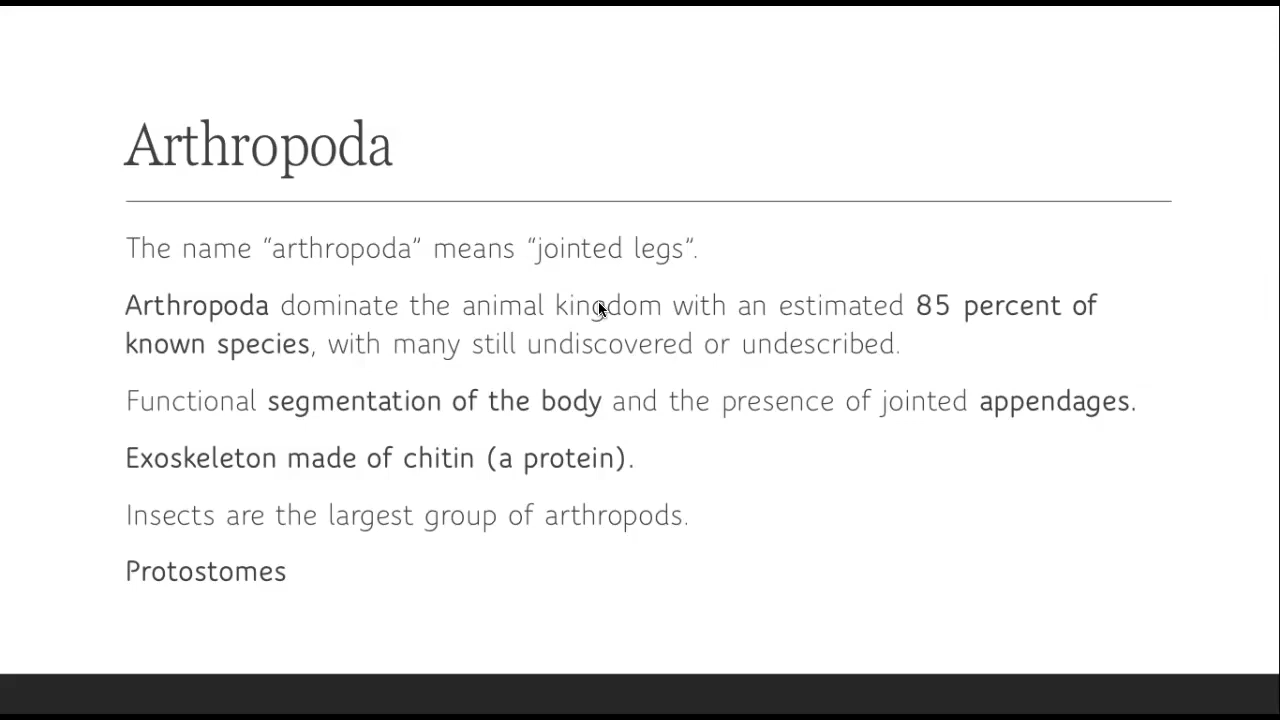 Arthropoda
The name “arthropoda” means “jointed legs”.
Arthropoda dominate the animal kingdom with an estimated 85 percent of
known species, with many still undiscovered or undescribed.
Functional segmentation of the body and the presence of jointed appendages.
Exoskeleton made of chitin (a protein).
Insects are the largest group of arthropods.
Protostomes